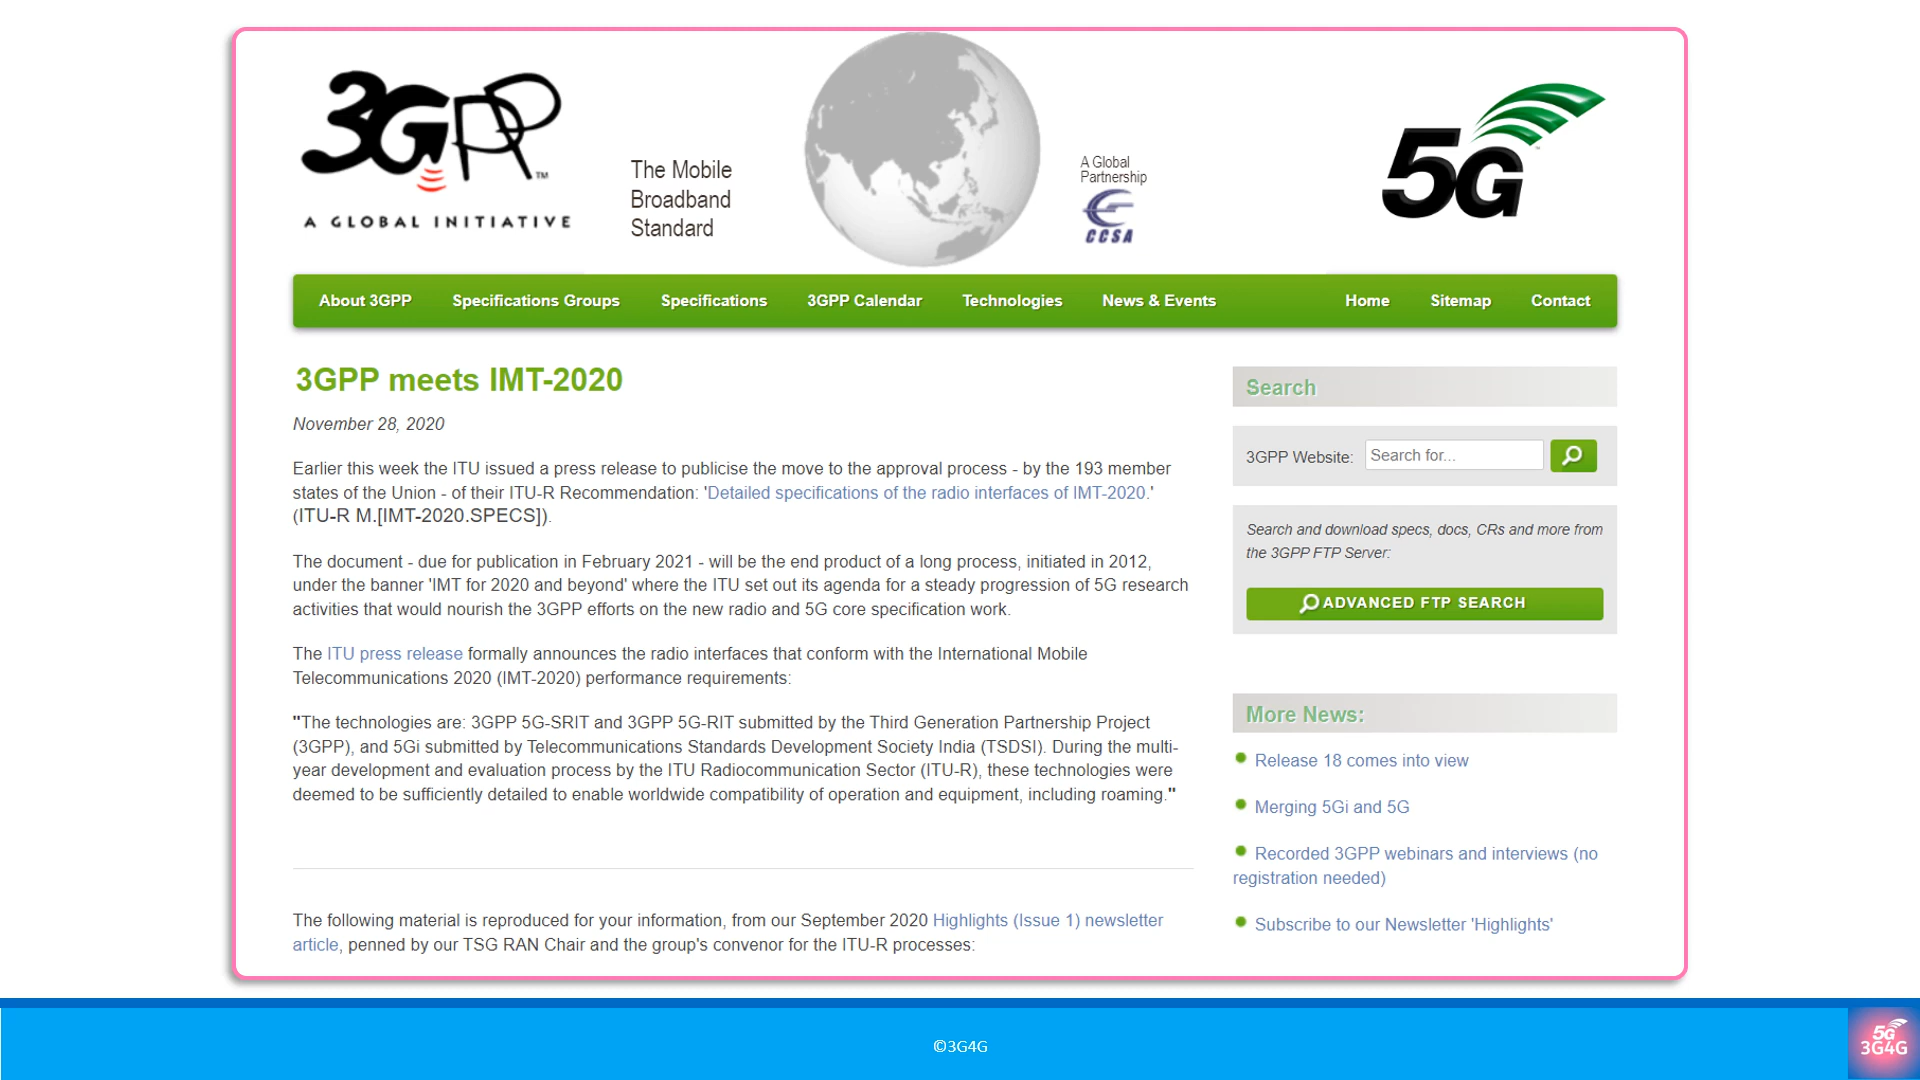 3GPP™
A GLOBAL INITIATIVE
The Mobile
Broadband
Standard
A Global
Partnership
CCSA
5G™
About 3GPP Specifications Groups Specifications 3GPP Calendar Technologies News & Events Home Sitemap Contact
3GPP meets IMT-2020
November 28, 2020
Earlier this week the ITU issued a press release to publicise the move to the approval process - by the 193 member
states of the Union - of their ITU-R Recommendation: 'Detailed specifications of the radio interfaces of IMT-2020.'
(ITU-R M.[IMT-2020.SPECS]).
The document - due for publication in February 2021 - will be the end product of a long process, initiated in 2012,
under the banner 'IMT for 2020 and beyond' where the ITU set out its agenda for a steady progression of 5G research
activities that would nourish the 3GPP efforts on the new radio and 5G core specification work.
The ITU press release formally announces the radio interfaces that conform with the International Mobile
Telecommunications 2020 (IMT-2020) performance requirements:
"The technologies are: 3GPP 5G-SRIT and 3GPP 5G-RIT submitted by the Third Generation Partnership Project
(3GPP), and 5Gi submitted by Telecommunications Standards Development Society India (TSDSI). During the multi-
year development and evaluation process by the ITU Radiocommunication Sector (ITU-R), these technologies were
deemed to be sufficiently detailed to enable worldwide compatibility of operation and equipment, including roaming."
The following material is reproduced for your information, from our September 2020 Highlights (Issue 1) newsletter
article, penned by our TSG RAN Chair and the group's convenor for the ITU-R processes:
Search
3GPP Website: Search for...
Search and download specs, docs, CRs and more from
the 3GPP FTP Server:
ADVANCED FTP SEARCH
More News:
Release 18 comes into view
Merging 5Gi and 5G
Recorded 3GPP webinars and interviews (no
registration needed)
Subscribe to our Newsletter 'Highlights'
©3G4G
5G
3G4G